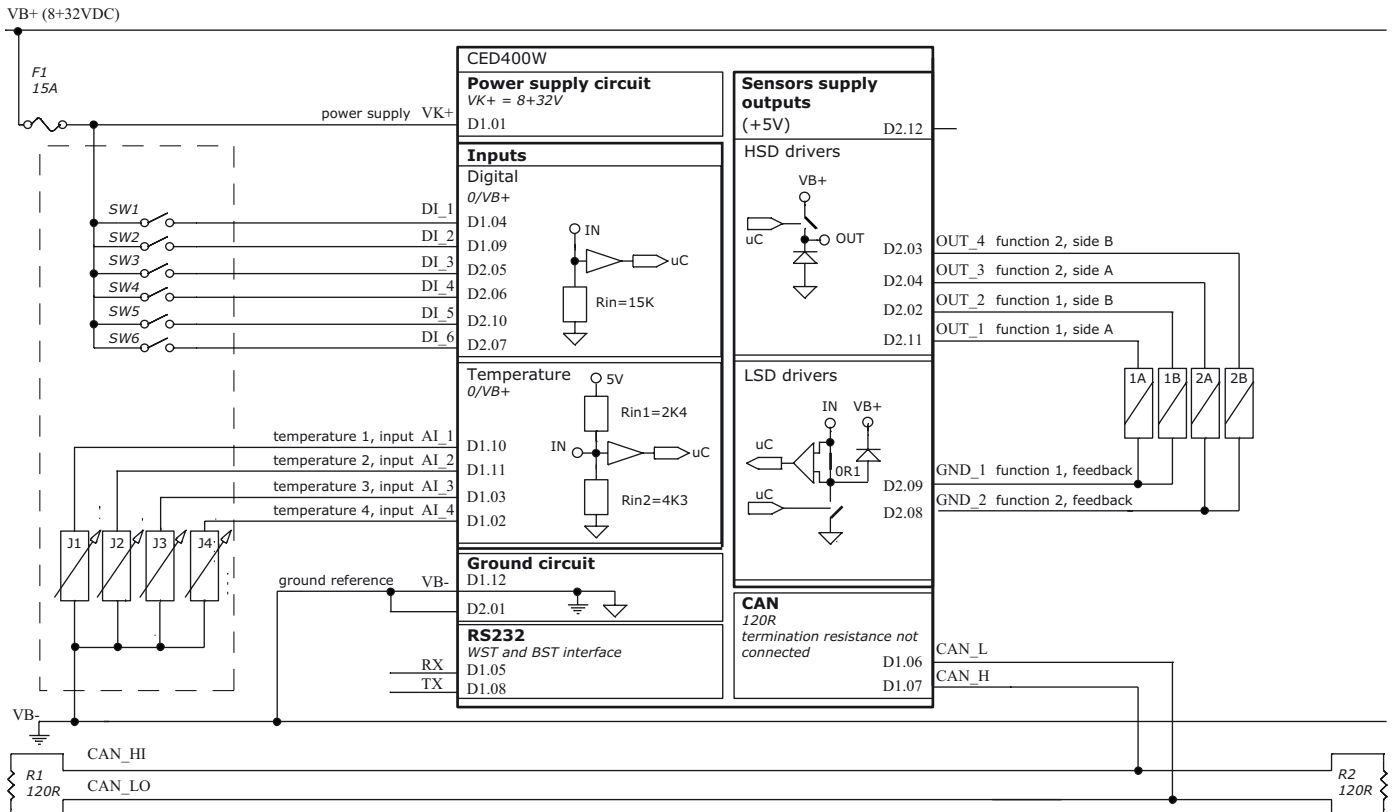 VB+ (8+32VDC)
F1
15A
power supply VK+
SW1
SW2
SW3
SW4
SW5
SW6
DI_1
DI_2
DI_3
DI_4
DI_5
DI_6
temperature 1, input AI_1
temperature 2, input AI_2
temperature 3, input AI_3
temperature 4, input AI_4
J1 J2 J3 J4
ground reference VB-
RX
TX
CED400W
Power supply circuit
VK+ = 8+32V
D1.01
Inputs
Digital
0/VB+
D1.04
D1.09
D2.05
D2.06
D2.10
D2.07
IN
uC
Rin=15K
Temperature
0/VB+
5V
Rin1=2K4
IN
uC
Rin2=4K3
D1.10
D1.11
D1.03
D1.02
Ground circuit
D1.12
D2.01
RS232
WST and BST interface
D1.05
D1.08
Sensors supply
outputs
(+5V)
D2.12
HSD drivers
VB+
uC
OUT
D2.03
D2.04
D2.02
D2.11
LSD drivers
IN VB+
uC
0R1
uC
D2.09
D2.08
CAN
120R
termination resistance not
connected
D1.06
D1.07
OUT_4 function 2, side B
OUT_3 function 2, side A
OUT_2 function 1, side B
OUT_1 function 1, side A
1A 1B 2A 2B
GND_1 function 1, feedback
GND_2 function 2, feedback
CAN_L
CAN_H
VB-
CAN_HI
R1
120R
CAN_LO
R2
120R